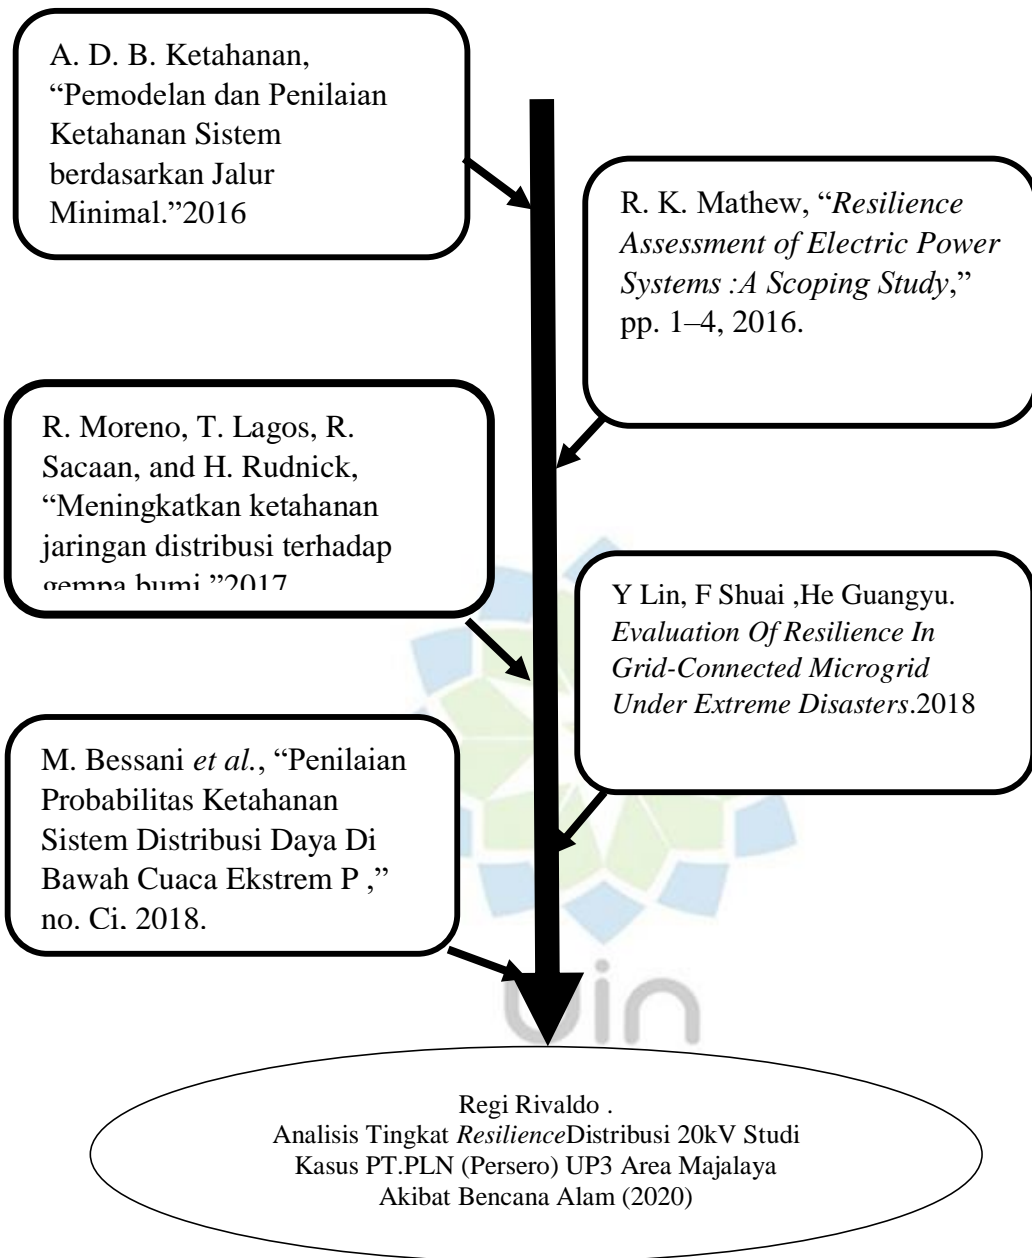 A. D. B. Ketahanan,
“Pemodelan dan Penilaian
Ketahanan Sistem
berdasarkan Jalur
Minimal.”2016
R. K. Mathew, “Resilience
Assessment of Electric Power
Systems :A Scoping Study,”
pp. 1–4, 2016.
R. Moreno, T. Lagos, R.
Sacaan, and H. Rudnick,
“Meningkatkan ketahanan
jaringan distribusi terhadap
gempa bumi.”2017
Y Lin, F Shuai ,He Guangyu.
Evaluation Of Resilience In
Grid-Connected Microgrid
Under Extreme Disasters.2018
M. Bessani et al., “Penilaian
Probabilitas Ketahanan
Sistem Distribusi Daya Di
Bawah Cuaca Ekstrem P ,”
no. Ci, 2018.
uin
Regi Rivaldo .
Analisis Tingkat ResilienceDistribusi 20kV Studi
Kasus PT.PLN (Persero) UP3 Area Majalaya
Akibat Bencana Alam (2020)